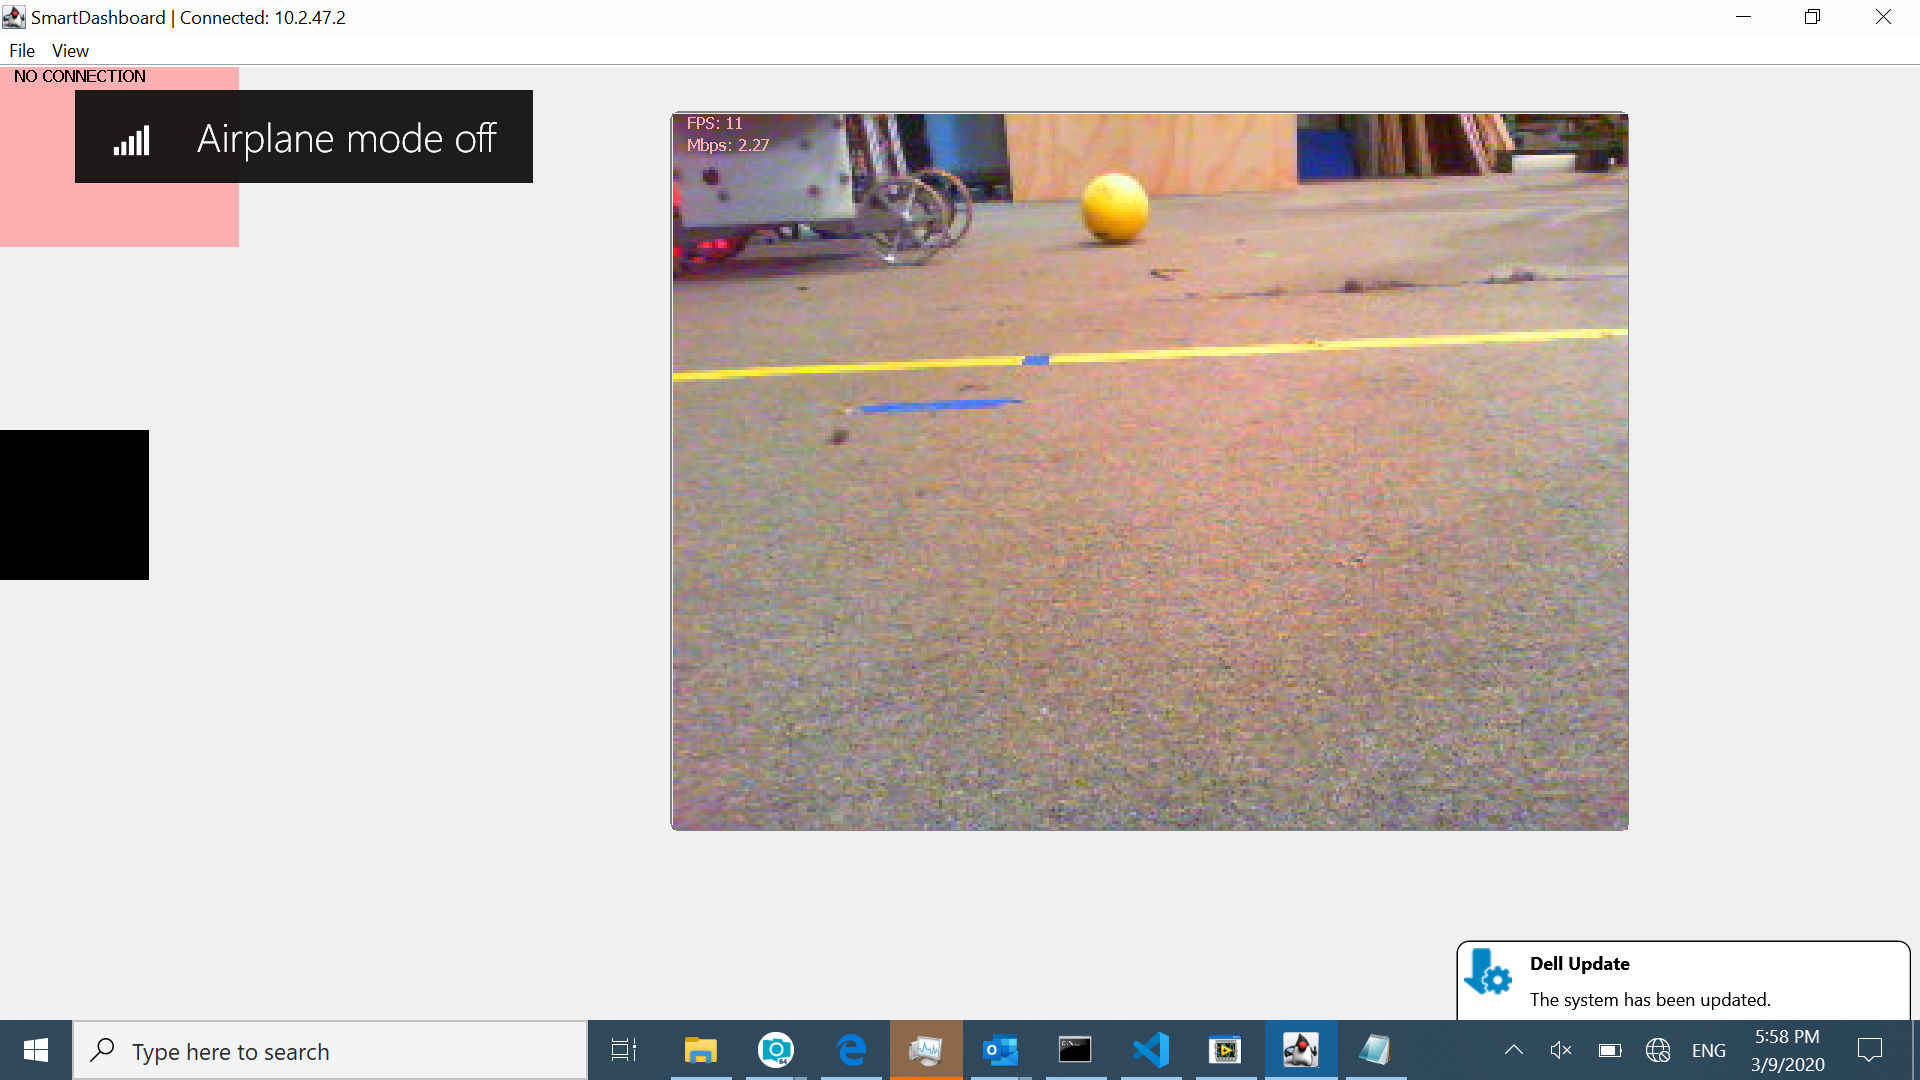 SmartDashboard | Connected: 10.2.47.2
File View
NO CONNECTION
Airplane mode off
FPS: 11
Mbps: 2.27
Dell Update
The system has been updated.
Type here to search
64
ENG
5:58 PM
3/9/2020